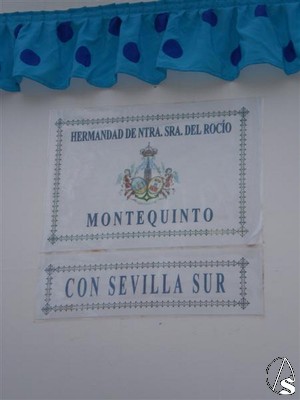 HERMANDAD DE NTRA. SRA. DEL ROCÍO
MONTEQUINTO
CON SEVILLA SUR